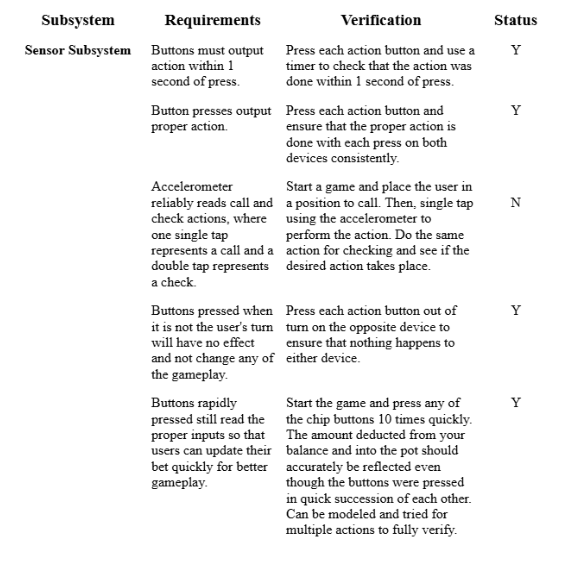 Subsystem Requirements Verification Status
Sensor Subsystem Buttons must output Press each action button and use a Y
action within 1 timer to check that the action was
second of press. done within 1 second of press.
Button presses output Press each action button and Y
proper action. ensure that the proper action is
done with each press on both
devices consistently.
Accelerometer Start a game and place the user in
reliably reads call and a position to call. Then, single tap N
check actions, where using the accelerometer to
one single tap perform the action. Do the same
represents a call and a action for checking and see if the
double tap represents desired action takes place.
a check.
Buttons pressed when Press each action button out of Y
it is not the user's turn turn on the opposite device to
will have no effect ensure that nothing happens to
and not change any of either device.
the gameplay.
Buttons rapidly Start the game and press any of Y
pressed still read the the chip buttons 10 times quickly.
proper inputs so that The amount deducted from your
users can update their balance and into the pot should
bet quickly for better accurately be reflected even
gameplay. though the buttons were pressed
in quick succession of each other.
Can be modeled and tried for
multiple actions to fully verify.